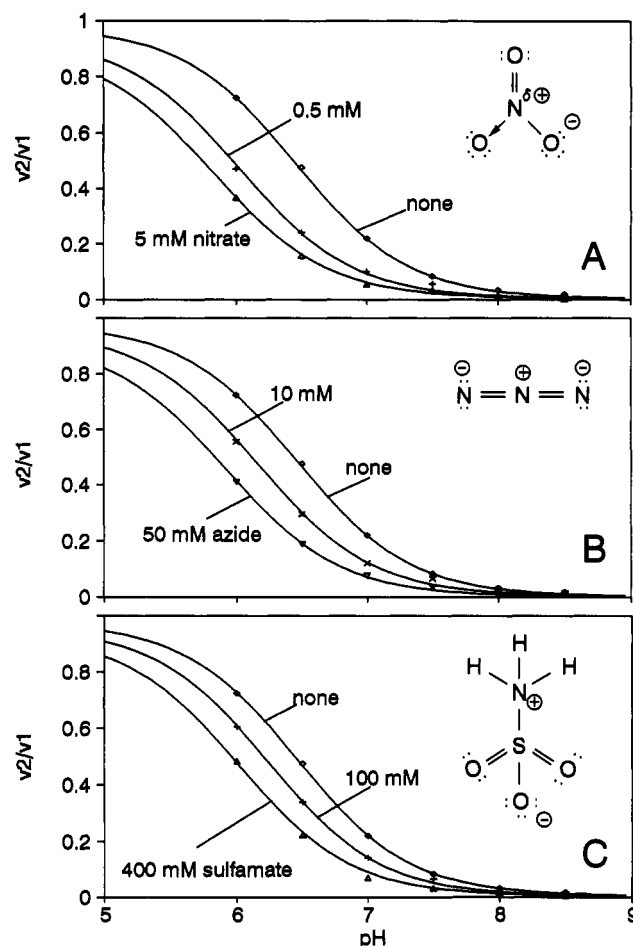 1
0.8
0.6
0.4
0.2
0
v2/v1
0.5 mM
5 mM nitrate
none
O
N δ ⊕
O O ⊖
A
0.8
0.6
0.4
0.2
0
v2/v1
10 mM
50 mM azide
none
⊖ ⊕ ⊖
N = N = N
B
0.8
0.6
0.4
0.2
0
v2/v1
none
100 mM
400 mM sulfamate
H
H H
N
⊕
S
O O
O
⊖
C
5 6 7 8 9
pH